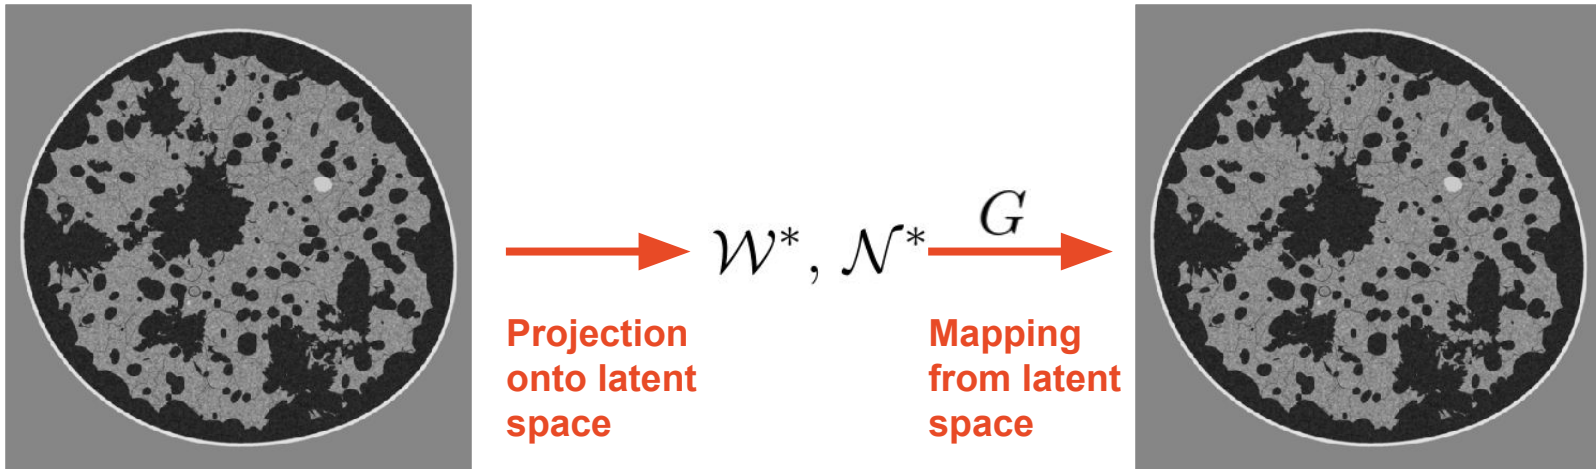 𝒲*, 𝒩*
G
Projection
onto latent
space
Mapping
from latent
space